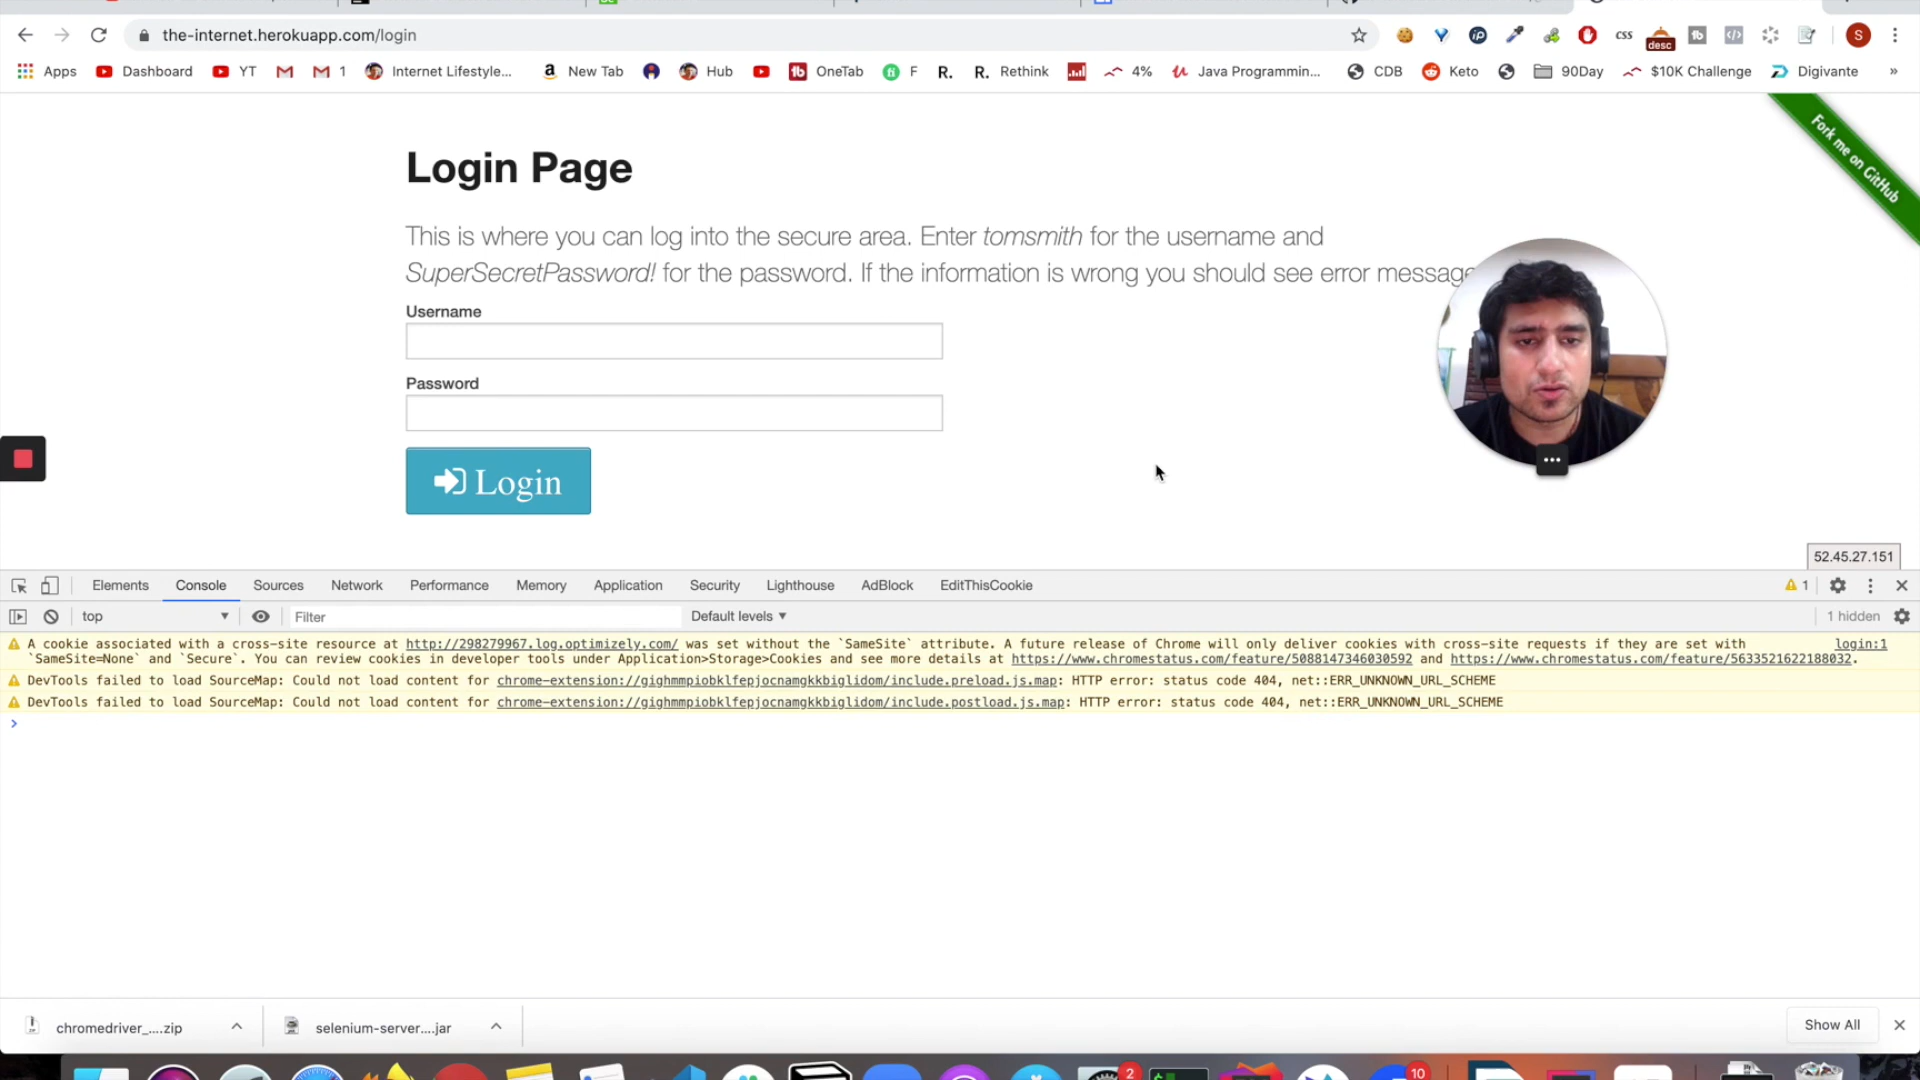 the-internet.herokuapp.com/login
css
desc
S
Apps Dashboard YT 1 Internet Lifestyle... New Tab Hub OneTab F R. R. Rethink 4% Java Programmin... CDB Keto 90Day $10K Challenge Digivante »
Fork me on GitHub
Login Page
This is where you can log into the secure area. Enter tomsmith for the username and
SuperSecretPassword! for the password. If the information is wrong you should see error message
Username
Password
Login
52.45.27.151
Elements Console Sources Network Performance Memory Application Security Lighthouse AdBlock EditThisCookie 1
top Filter Default levels 1 hidden
A cookie associated with a cross-site resource at http://298279967.log.optimizely.com/ was set without the `SameSite` attribute. A future release of Chrome will only deliver cookies with cross-site requests if they are set with login:1
`SameSite=None` and `Secure`. You can review cookies in developer tools under Application>Storage>Cookies and see more details at https://www.chromestatus.com/feature/5088147346030592 and https://www.chromestatus.com/feature/5633521622188032.
DevTools failed to load SourceMap: Could not load content for chrome-extension://gighmmpiobklfepjocnamgkkbiglidom/include.preload.js.map: HTTP error: status code 404, net::ERR_UNKNOWN_URL_SCHEME
DevTools failed to load SourceMap: Could not load content for chrome-extension://gighmmpiobklfepjocnamgkkbiglidom/include.postload.js.map: HTTP error: status code 404, net::ERR_UNKNOWN_URL_SCHEME
chromedriver_....zip selenium-server....jar Show All
2 10